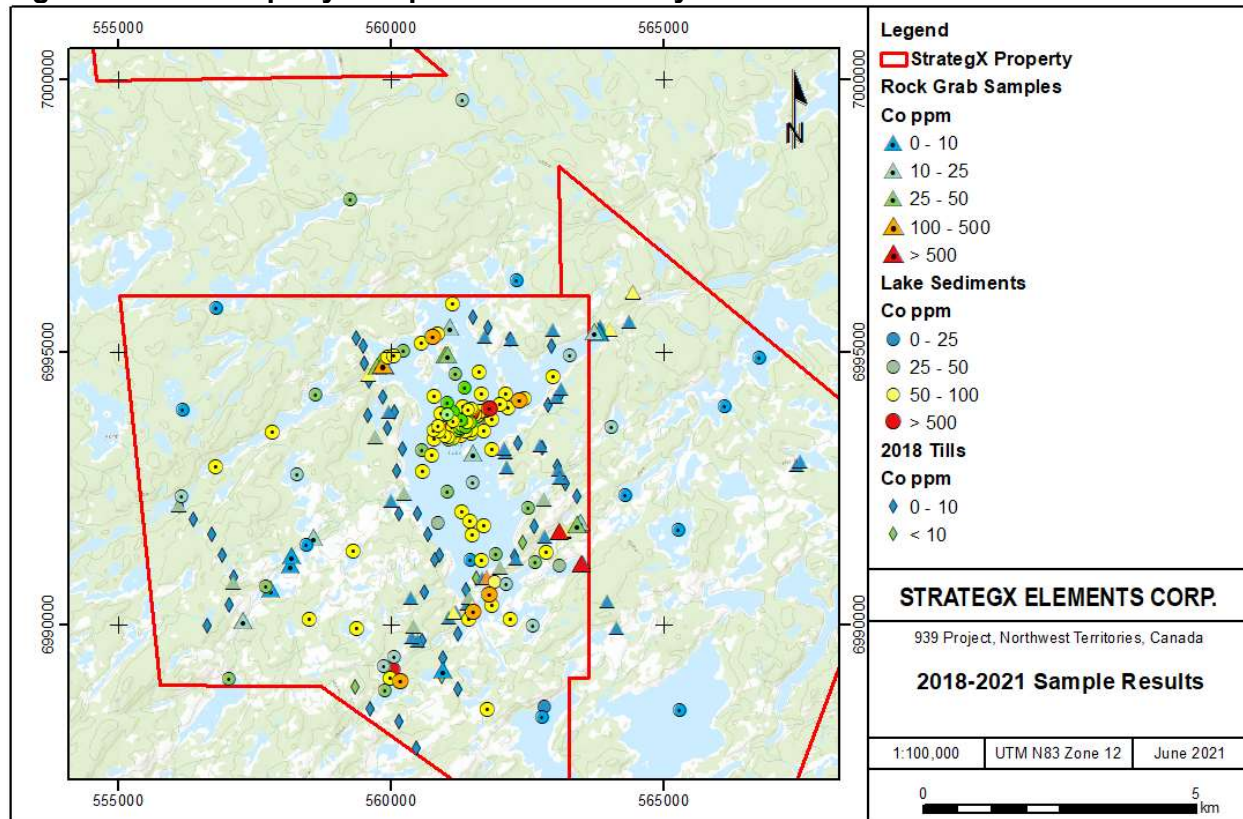 555000 560000 565000
7000000
6995000
6990000
7000000
6995000
6990000
555000 560000 565000
N
Legend
StrategX Property
Rock Grab Samples
Co ppm
0 - 10
10 - 25
25 - 50
100 - 500
> 500
Lake Sediments
Co ppm
0 - 25
25 - 50
50 - 100
> 500
2018 Tills
Co ppm
0 - 10
< 10
STRATEGX ELEMENTS CORP.
939 Project, Northwest Territories, Canada
2018-2021 Sample Results
1:100,000 UTM N83 Zone 12 June 2021
0 5
km